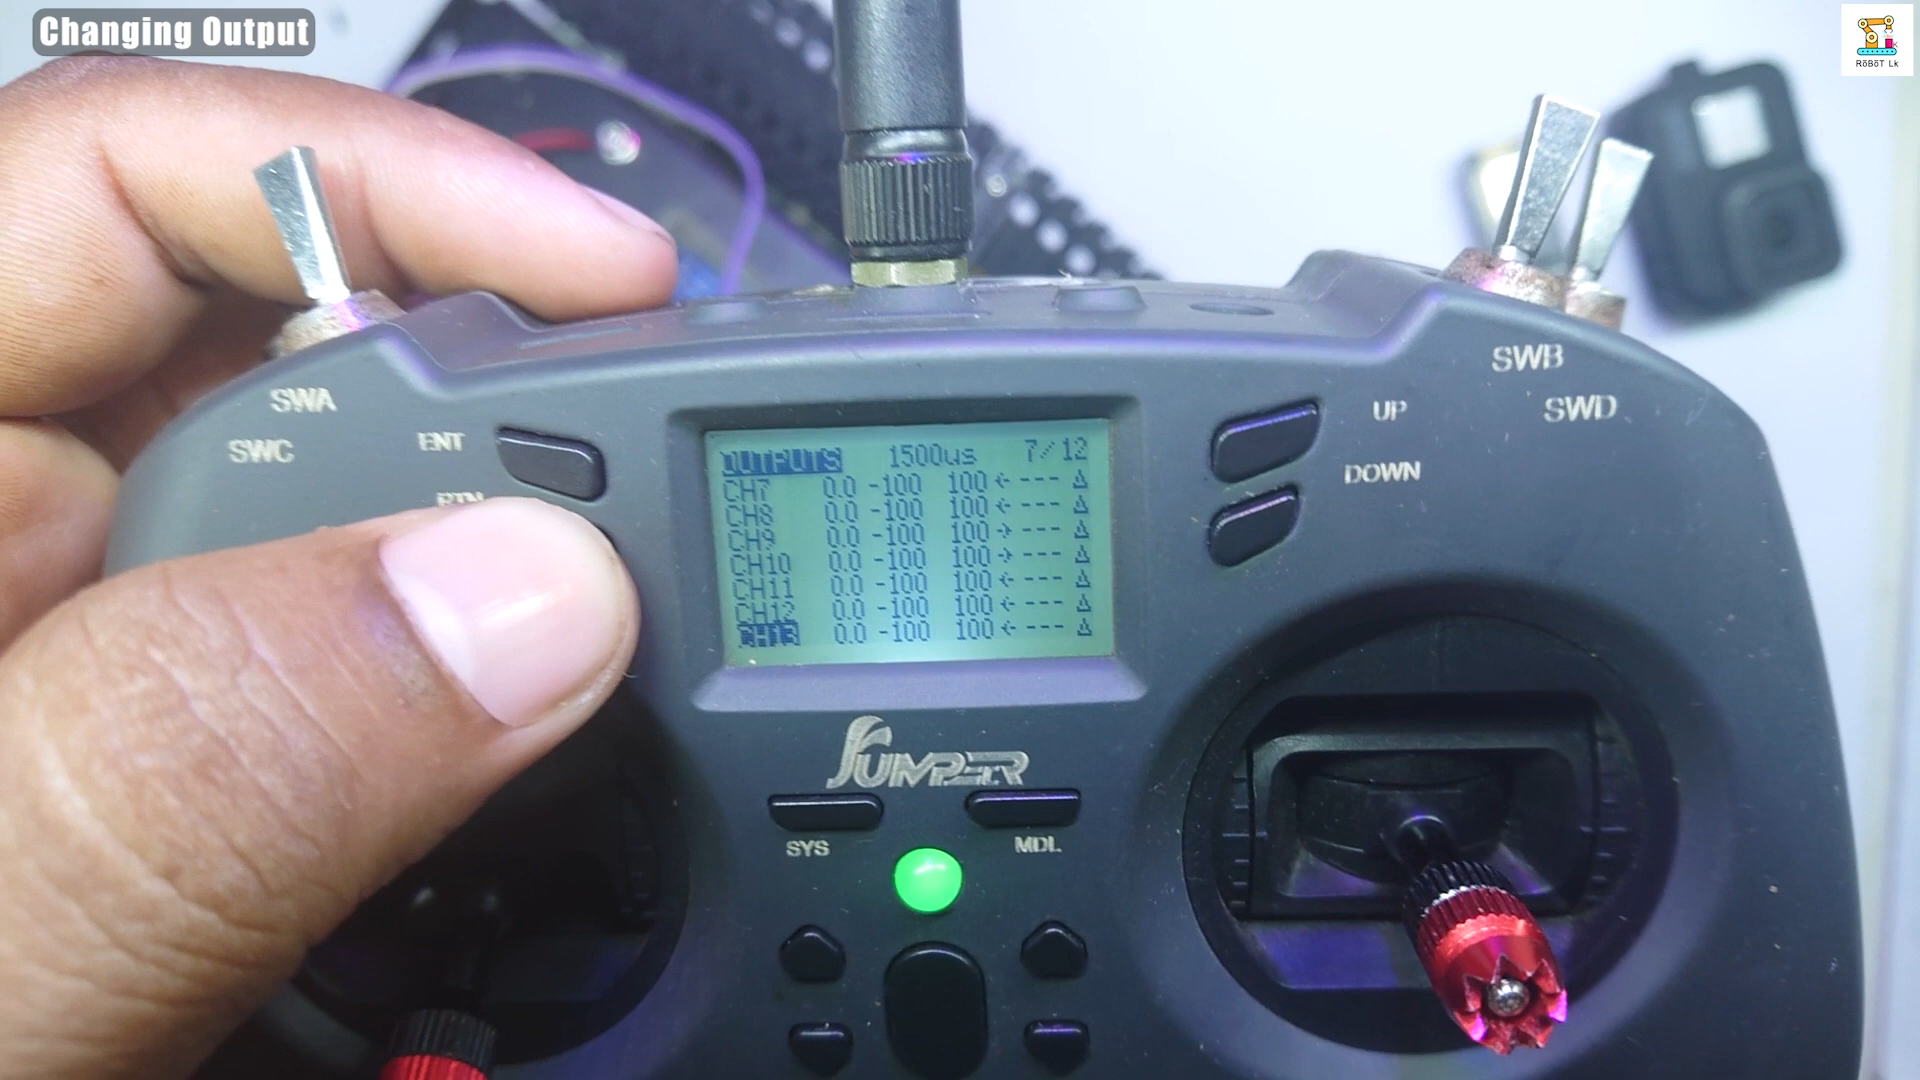 Changing Output
RöBöT Lk
SWA
SWC
ENT
RTN
SWB
SWD
UP
DOWN
OUTPUTS 1500us 7/12
CH7 0.0 -100 100 ← --- Δ
CH8 0.0 -100 100 ← --- Δ
CH9 0.0 -100 100 → --- Δ
CH10 0.0 -100 100 → --- Δ
CH11 0.0 -100 100 ← --- Δ
CH12 0.0 -100 100 ← --- Δ
CH13 0.0 -100 100 ← --- Δ
JUMPER
SYS
MDL